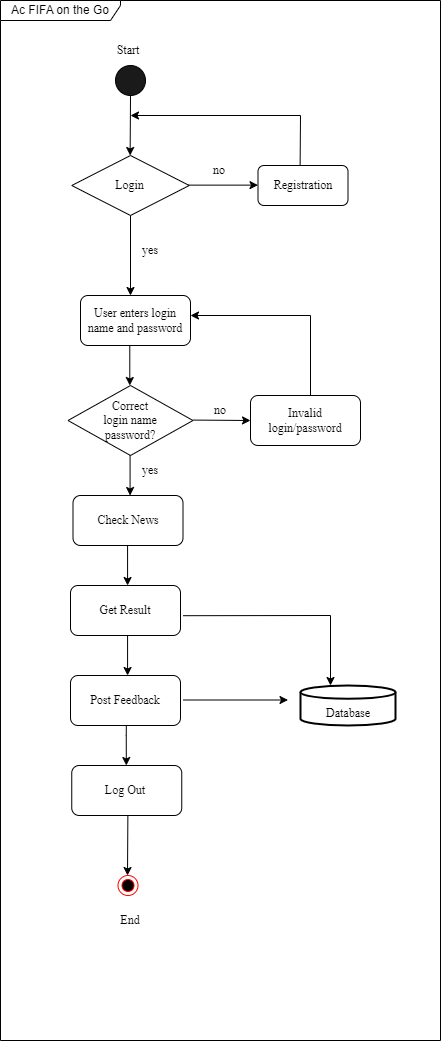 Ac FIFA on the Go
Start
Login
no
Registration
yes
User enters login
name and password
Correct
login name
password?
no
Invalid
login/password
yes
Check News
Get Result
Post Feedback
Database
Log Out
End